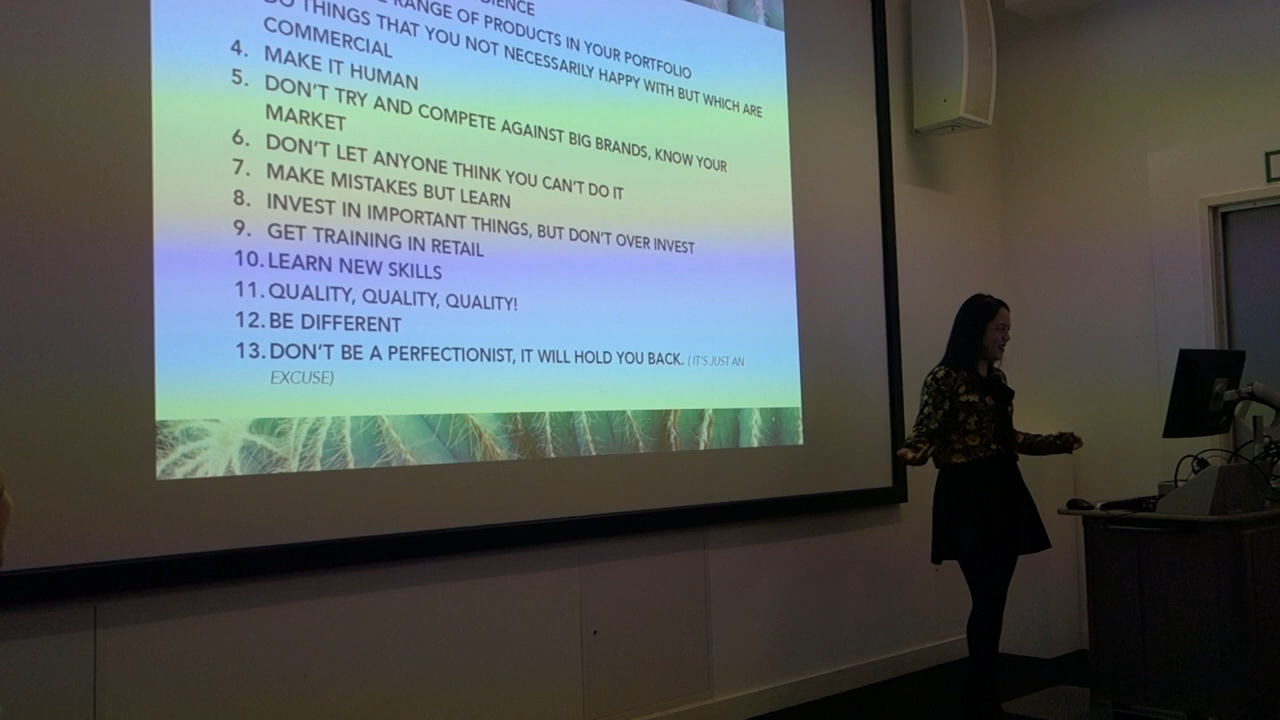 RANGE OF PRODUCTS IN YOUR PORTFOLIO
DO THINGS THAT YOU NOT NECESSARILY HAPPY WITH BUT WHICH ARE
COMMERCIAL
4. MAKE IT HUMAN
5. DON'T TRY AND COMPETE AGAINST BIG BRANDS, KNOW YOUR
MARKET
6. DON'T LET ANYONE THINK YOU CAN'T DO IT
7. MAKE MISTAKES BUT LEARN
8. INVEST IN IMPORTANT THINGS, BUT DON'T OVER INVEST
9. GET TRAINING IN RETAIL
10. LEARN NEW SKILLS
11. QUALITY, QUALITY, QUALITY!
12. BE DIFFERENT
13. DON'T BE A PERFECTIONIST, IT WILL HOLD YOU BACK. ( IT'S JUST AN
EXCUSE)